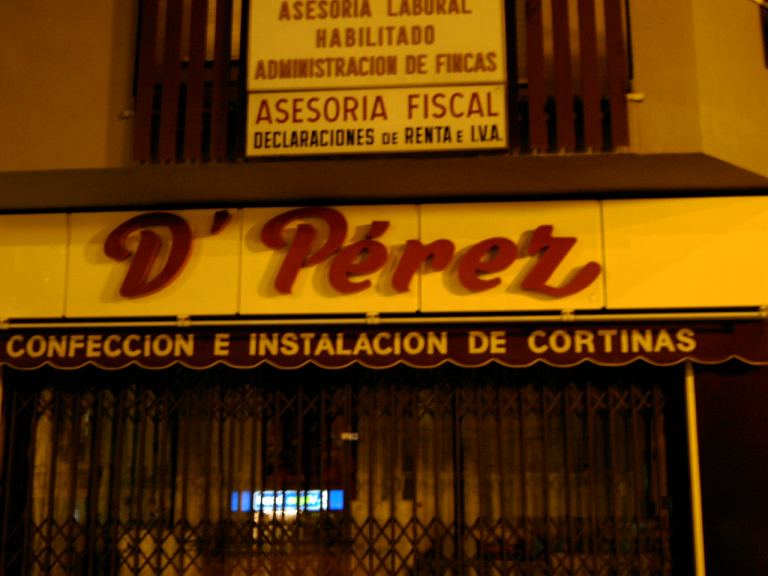 ASESORIA LABORAL
HABILITADO
ADMINISTRACION DE FINCAS
ASESORIA FISCAL
DECLARACIONES DE RENTA E I.V.A.
D' Pérez
CONFECCION E INSTALACION DE CORTINAS